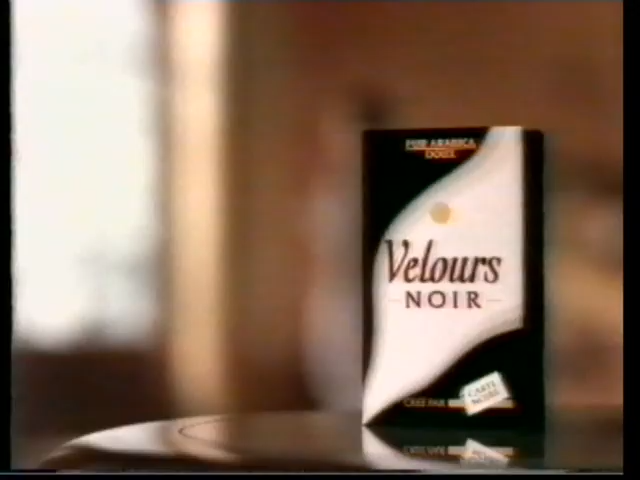 PUR ARABICA
DOUX
Velours
NOIR
CRÉÉ PAR
CARTE
NOIRE